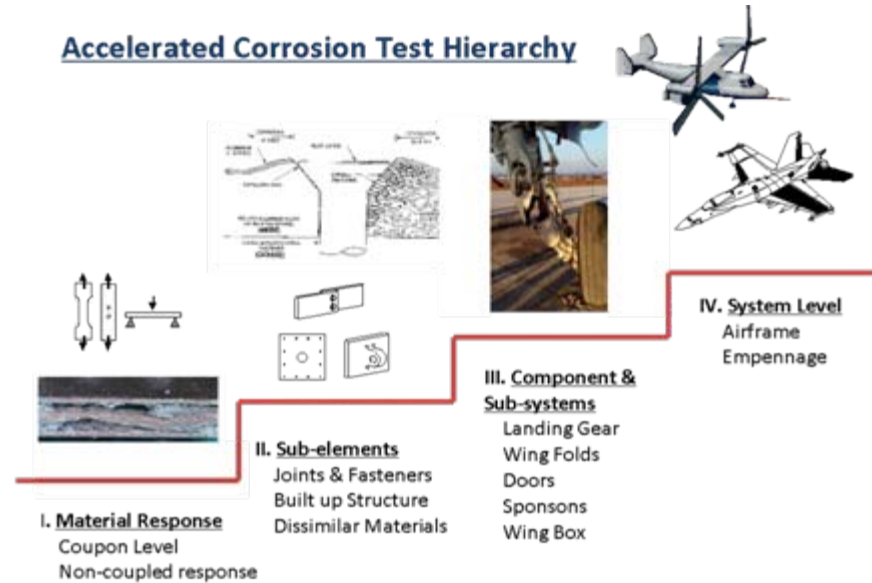 Accelerated Corrosion Test Hierarchy
IV. System Level
Airframe
Empennage
III. Component &
Sub-systems
Landing Gear
Wing Folds
Doors
Sponsons
Wing Box
II. Sub-elements
Joints & Fasteners
Built up Structure
Dissimilar Materials
I. Material Response
Coupon Level
Non-coupled response